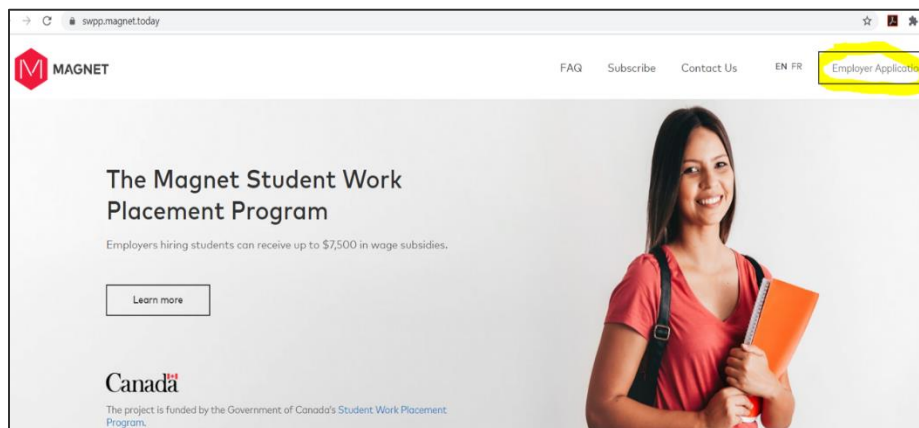 swpp.magnet.today
MAGNET
FAQ Subscribe Contact Us EN FR Employer Applicatio
The Magnet Student Work
Placement Program
Employers hiring students can receive up to $7,500 in wage subsidies.
Learn more
Canada
The project is funded by the Government of Canada's Student Work Placement
Program.